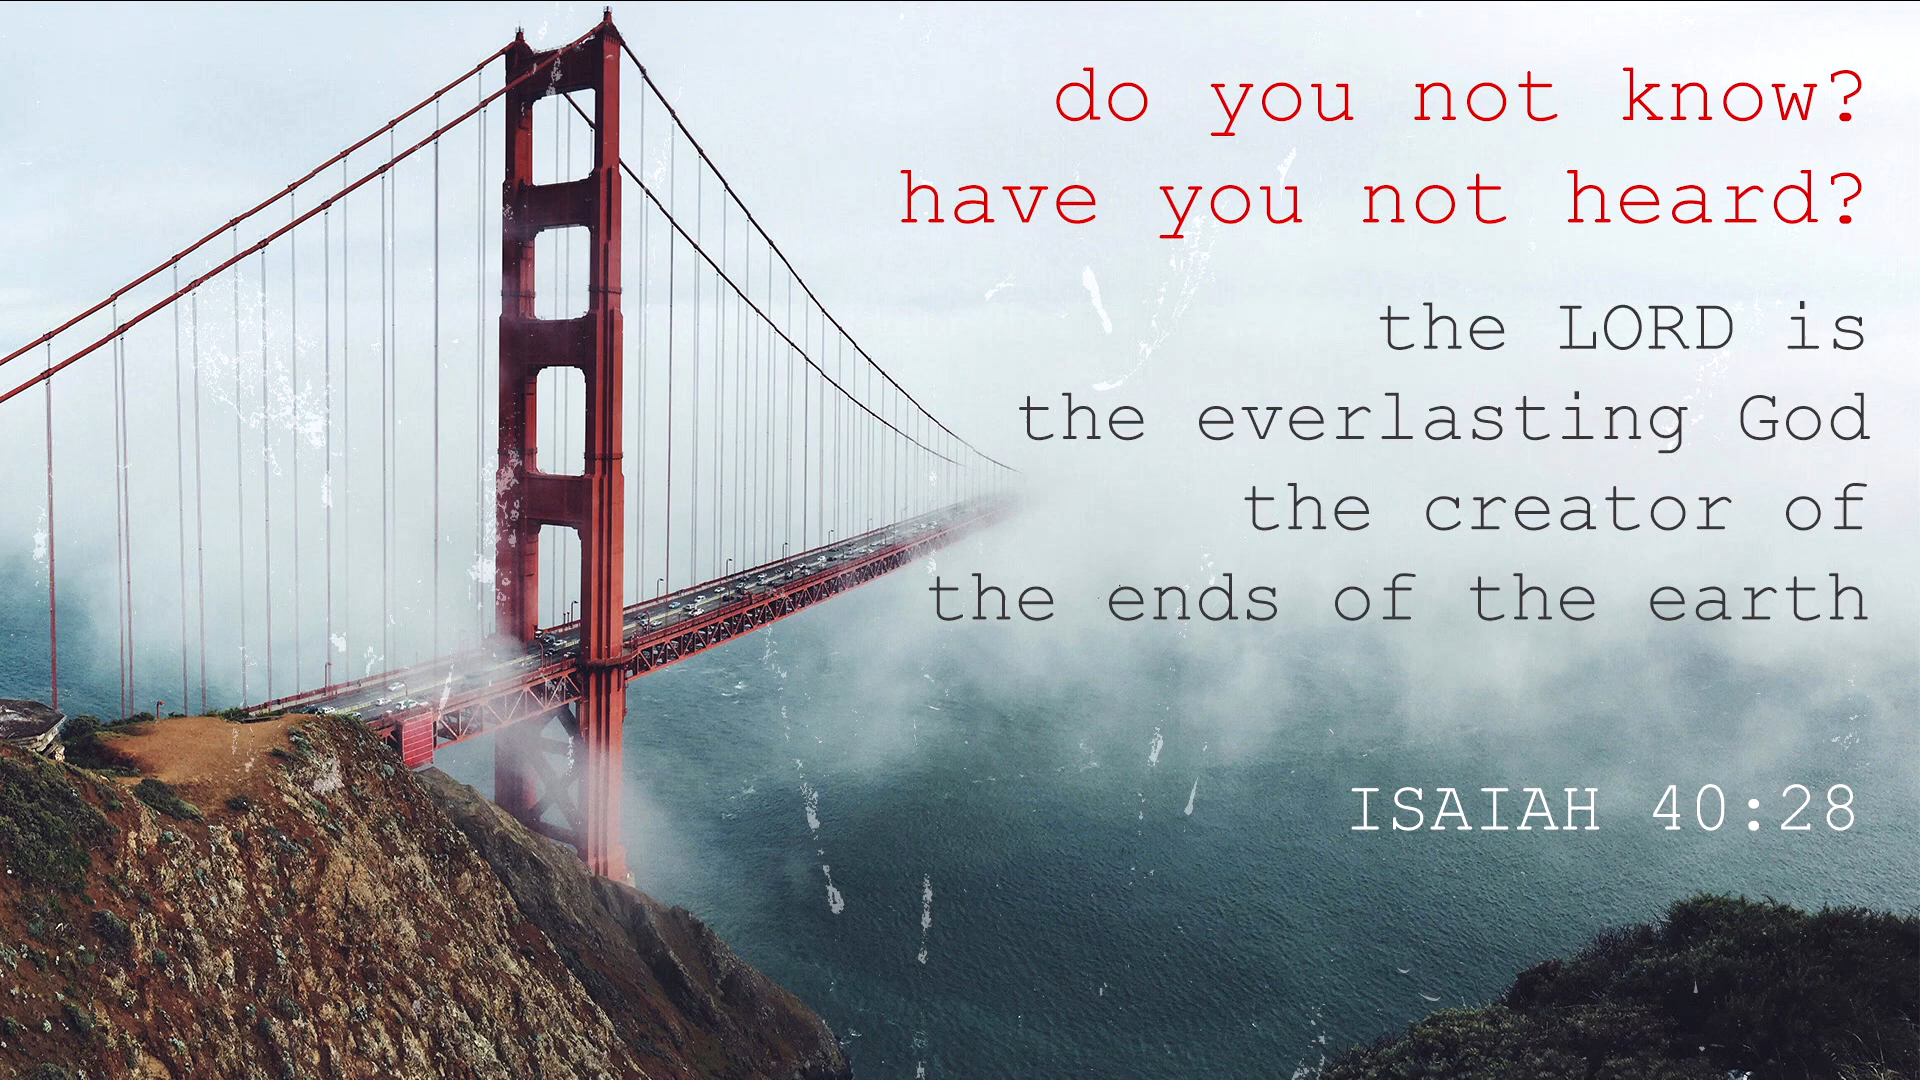 do you not know?
have you not heard?
the LORD is
the everlasting God
the creator of
the ends of the earth
ISAIAH 40:28